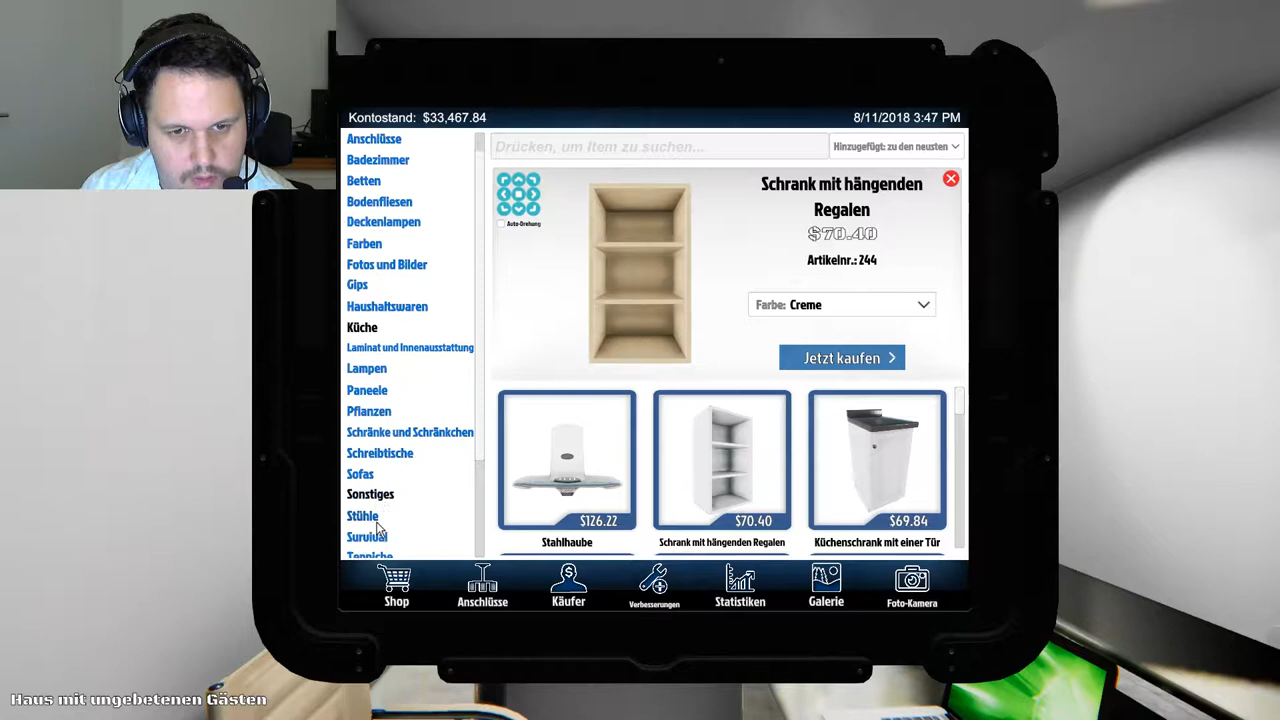 Kontostand: $33,467.84
8/11/2018 3:47 PM
Anschlüsse
Badezimmer
Betten
Bodenfliesen
Deckenlampen
Farben
Fotos und Bilder
Gips
Haushaltswaren
Küche
Laminat und Innenausstattung
Lampen
Paneele
Pflanzen
Schränke und Schränkchen
Schreibtische
Sofas
Sonstiges
Stühle
Survival
Teppiche
Drücken, um Item zu suchen...
Hinzugefügt: zu den neusten
Auto-Drehung
Schrank mit hängenden
Regalen
$70.40
Artikelnr.: 244
Farbe: Creme
Jetzt kaufen
$126.22
$70.40
$69.84
Stahlhaube
Schrank mit hängenden Regalen
Küchenschrank mit einer Tür
Shop
Anschlüsse
Käufer
Verbesserungen
Statistiken
Galerie
Foto-Kamera
Haus mit ungebetenen Gästen